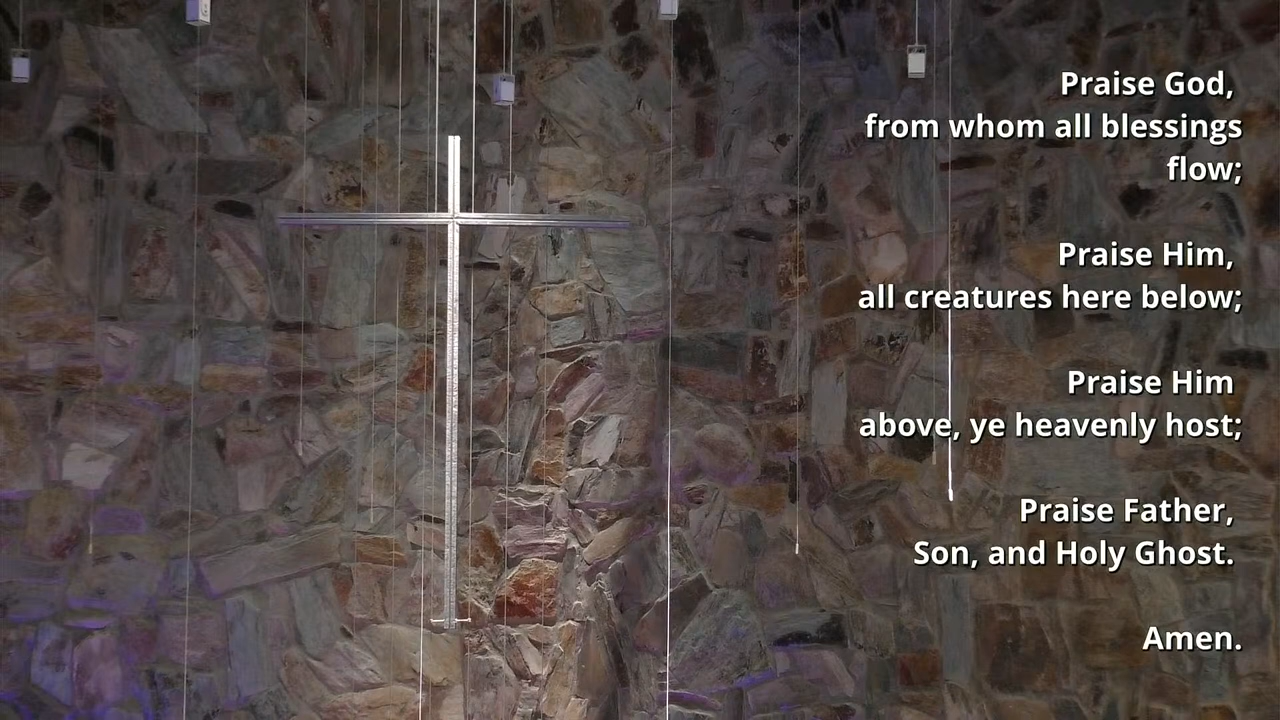 Praise God,
from whom all blessings
flow;
Praise Him,
all creatures here below;
Praise Him
above, ye heavenly host;
Praise Father,
Son, and Holy Ghost.
Amen.